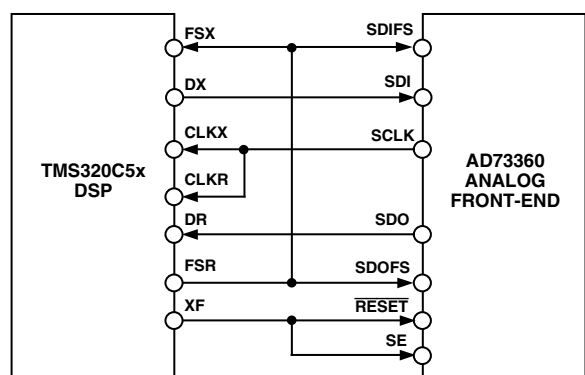 TMS320C5x
DSP
FSX
DX
CLKX
CLKR
DR
FSR
XF
SDIFS
SDI
SCLK
SDO
SDOFS
RESET
SE
AD73360
ANALOG
FRONT-END